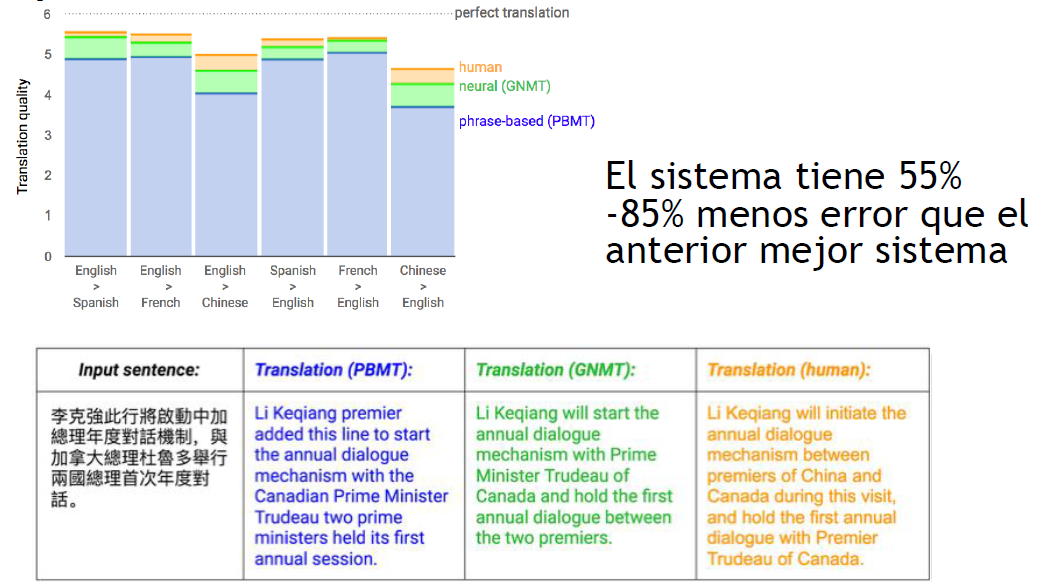 6
perfect translation
5
human
neural (GNMT)
4
phrase-based (PBMT)
3
2
1
0
Translation quality
English
>
Spanish
English
>
French
English
>
Chinese
Spanish
>
English
French
>
English
Chinese
>
English
El sistema tiene 55%
-85% menos error que el
anterior mejor sistema
Input sentence:
李克強此行將啟動中加
總理年度對話機制，與
加拿大總理杜魯多舉行
兩國總理首次年度對
話。
Translation (PBMT):
Li Keqiang premier
added this line to start
the annual dialogue
mechanism with the
Canadian Prime Minister
Trudeau two prime
ministers held its first
annual session.
Translation (GNMT):
Li Keqiang will start the
annual dialogue
mechanism with Prime
Minister Trudeau of
Canada and hold the first
annual dialogue between
the two premiers.
Translation (human):
Li Keqiang will initiate the
annual dialogue
mechanism between
premiers of China and
Canada during this visit,
and hold the first annual
dialogue with Premier
Trudeau of Canada.